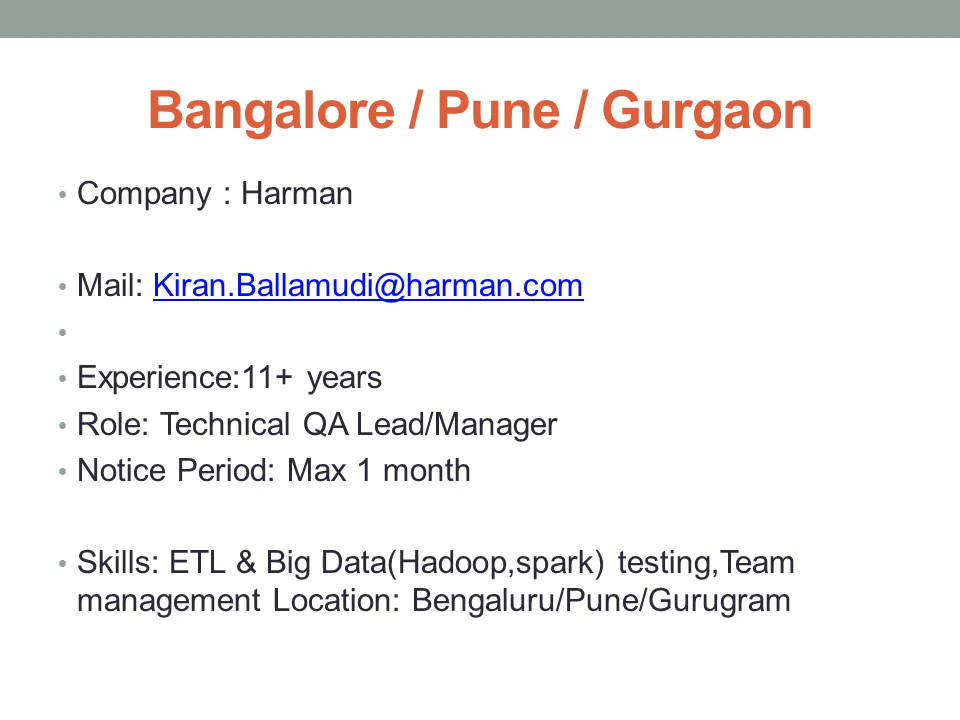 Bangalore / Pune / Gurgaon
• Company : Harman
• Mail: Kiran.Ballamudi@harman.com
•
• Experience:11+ years
• Role: Technical QA Lead/Manager
• Notice Period: Max 1 month
• Skills: ETL & Big Data(Hadoop,spark) testing,Team
management Location: Bengaluru/Pune/Gurugram